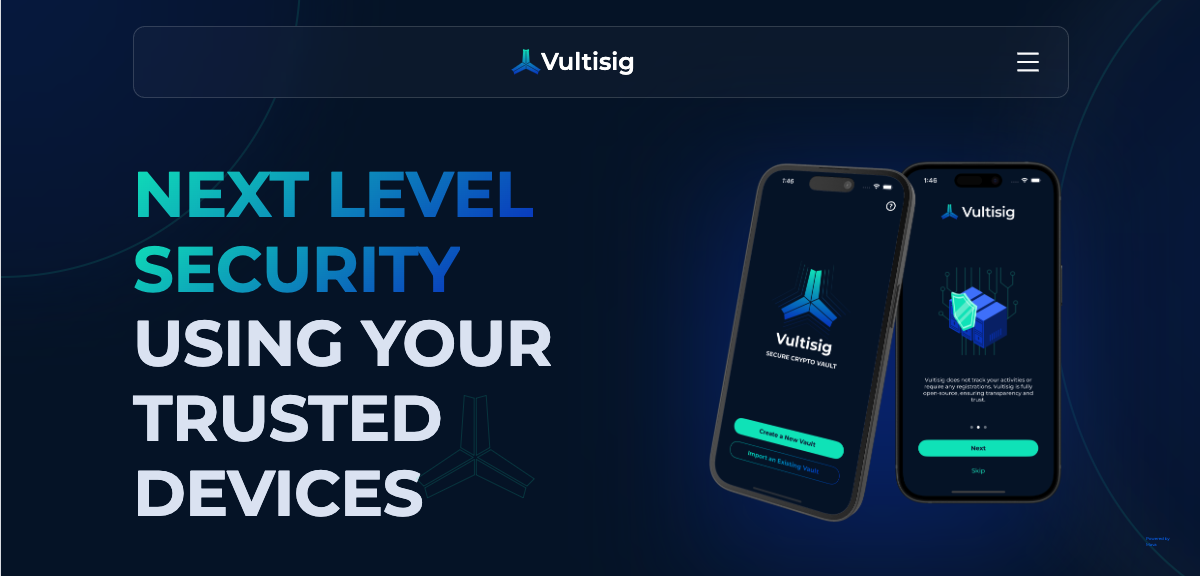 Vultisig
NEXT LEVEL
SECURITY
USING YOUR
TRUSTED
DEVICES
1:46
?
Vultisig
SECURE CRYPTO VAULT
Create a New Vault
Import an Existing Vault
1:46
Vultisig
Vultisig does not track your activities or
require any registrations. Vultisig is fully
open-source, ensuring transparency and
trust.
Next
Skip
Powered by